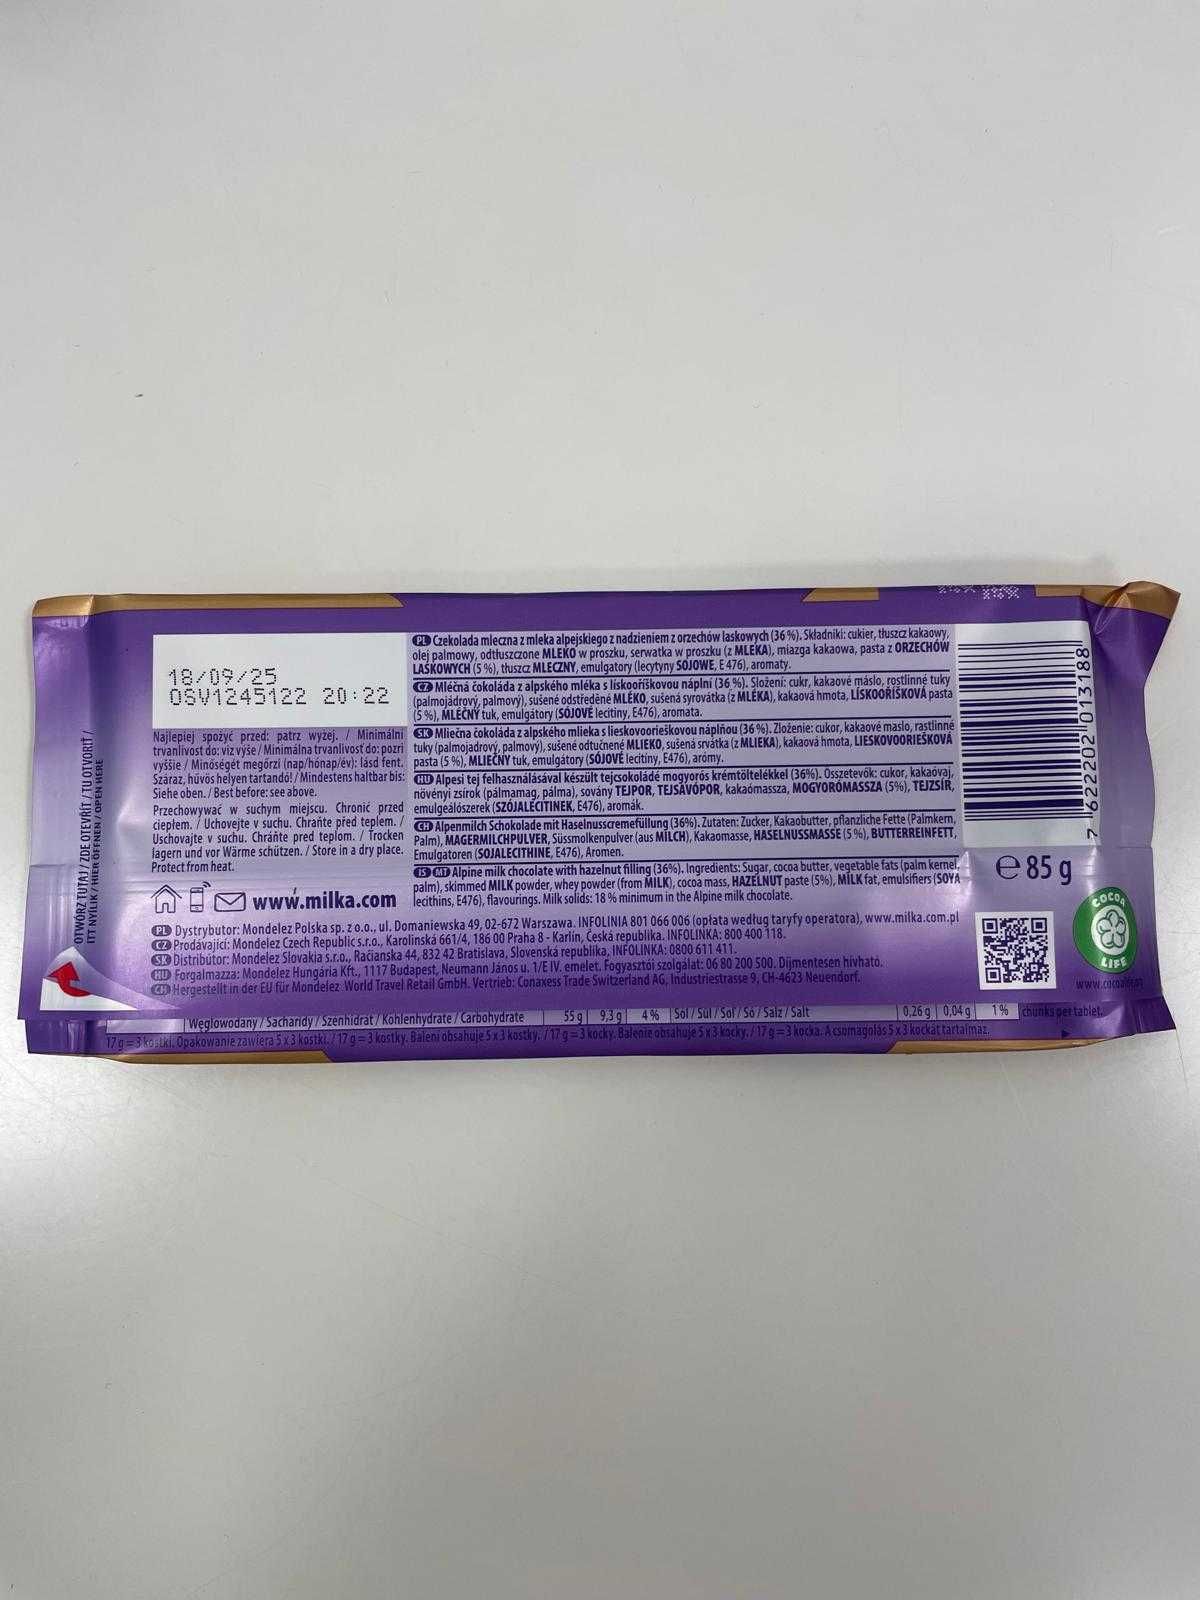 18/09/25
OSV1245122 20:22
Najlepiej spożyć przed: patrz wyżej. / Minimální
trvanlivost do: viz výše / Minimálna trvanlivosť do: pozri
vyššie / Minőségét megőrzi (nap/hónap/év): lásd fent.
Száraz, hűvös helyen tartandó! / Mindestens haltbar bis:
Siehe oben. / Best before: see above.
Przechowywać w suchym miejscu. Chronić przed
ciepłem. / Uchovejte v suchu. Chraňte před teplem. /
Uschovajte v suchu. Chráňte pred teplom. / Trocken
lagern und vor Wärme schützen. / Store in a dry place.
Protect from heat.
www.milka.com
OTWÓRZ TUTAJ / ZDE OTEVŘÍT / TU OTVORIŤ /
ITT NYÍLIK / HIER ÖFFNEN / OPEN HERE
PL Czekolada mleczna z mleka alpejskiego z nadzieniem z orzechów laskowych (36 %). Składniki: cukier, tłuszcz kakaowy,
olej palmowy, odtłuszczone MLEKO w proszku, serwatka w proszku (z MLEKA), miazga kakaowa, pasta z ORZECHÓW
LASKOWYCH (5 %), tłuszcz MLECZNY, emulgatory (lecytyny SOJOWE, E 476), aromaty.
CZ Mléčná čokoláda z alpského mléka s lískooříškovou náplní (36 %). Složení: cukr, kakaové máslo, rostlinné tuky
(palmojádrový, palmový), sušené odstředěné MLÉKO, sušená syrovátka (z MLÉKA), kakaová hmota, LÍSKOOŘÍŠKOVÁ pasta
(5 %), MLÉČNÝ tuk, emulgátory (SÓJOVÉ lecitiny, E476), aromata.
SK Mliečna čokoláda z alpského mlieka s lieskovoorieškovou náplňou (36 %). Zloženie: cukor, kakaové maslo, rastlinné
tuky (palmojadrový, palmový), sušené odtučnené MLIEKO, sušená srvátka (z MLIEKA), kakaová hmota, LIESKOVOORIEŠKOVÁ
pasta (5 %), MLIEČNY tuk, emulgátory (SÓJOVÉ lecitíny, E476), arómy.
HU Alpesi tej felhasználásával készült tejcsokoládé mogyorós krémtöltelékkel (36%). Összetevők: cukor, kakaóvaj,
növényi zsírok (pálmamag, pálma), sovány TEJPOR, TEJSAVÓPOR, kakaómassza, MOGYORÓMASSZA (5%), TEJZSÍR,
emulgeálószerek (SZÓJALECITINEK, E476), aromák.
CH Alpenmilch Schokolade mit Haselnusscremefüllung (36%). Zutaten: Zucker, Kakaobutter, pflanzliche Fette (Palmkern,
Palm), MAGERMILCHPULVER, Süssmolkenpulver (aus MILCH), Kakaomasse, HASELNUSSMASSE (5 %), BUTTERREINFETT,
Emulgatoren (SOJALECITHINE, E476), Aromen.
IS MT Alpine milk chocolate with hazelnut filling (36%). Ingredients: Sugar, cocoa butter, vegetable fats (palm kernel,
palm), skimmed MILK powder, whey powder (from MILK), cocoa mass, HAZELNUT paste (5%), MILK fat, emulsifiers (SOYA
lecithins, E476), flavourings. Milk solids: 18 % minimum in the Alpine milk chocolate.
7 622202 013188
e 85 g
COCOA
LIFE
PL Dystrybutor: Mondelez Polska sp. z o.o., ul. Domaniewska 49, 02-672 Warszawa. INFOLINIA 801 066 006 (opłata według taryfy operatora), www.milka.com.pl
CZ Prodávající: Mondelez Czech Republic s.r.o., Karolinská 661/4, 186 00 Praha 8 - Karlín, Česká republika. INFOLINKA: 800 400 118.
SK Distribútor: Mondelez Slovakia s.r.o., Račianska 44, 832 42 Bratislava, Slovenská republika, INFOLINKA: 0800 611 411.
HU Forgalmazza: Mondelez Hungária Kft., 1117 Budapest, Neumann János u. 1/E IV. emelet. Fogyasztói szolgálat: 06 80 200 500. Díjmentesen hívható.
CH Hergestellt in der EU für Mondelez World Travel Retail GmbH. Vertrieb: Conaxess Trade Switzerland AG, Industriestrasse 9, CH-4623 Neuendorf.
Węglowodany / Sacharidy / Szénhidrát / Kohlenhydrate / Carbohydrate 55 g 9,3 g 4 % Sól / Sůl / Soľ / Só / Salz / Salt 0,26 g 0,04 g 1 % chunks per tablet.
17 g = 3 kostki. Opakowanie zawiera 5 x 3 kostki. / 17 g = 3 kostky. Balení obsahuje 5 x 3 kostky. / 17 g = 3 kocky. Balenie obsahuje 5 x 3 kocky. / 17 g = 3 kocka. A csomagolás 5 x 3 kockát tartalmaz.